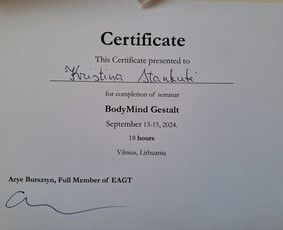 Certificate
This Certificate presented to
Kristina Stankutė
for completion of seminar
BodyMind Gestalt
September 13-15, 2024.
18 hours
Vilnius, Lithuania
Arye Bursztyn, Full Member of EAGT